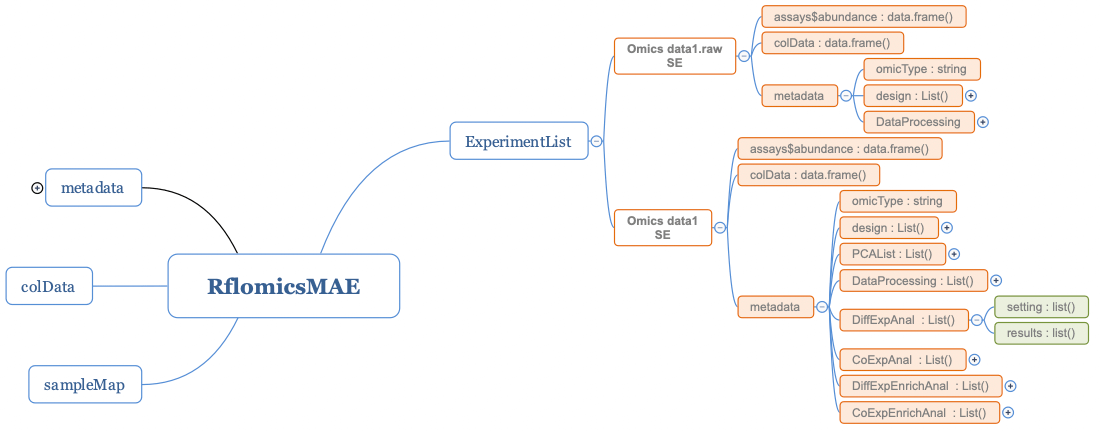 RflomicsMAE
metadata
colData
sampleMap
ExperimentList
Omics data1.raw
SE
assays$abundance : data.frame()
colData : data.frame()
metadata
omicType : string
design : List()
DataProcessing
Omics data1
SE
assays$abundance : data.frame()
colData : data.frame()
metadata
omicType : string
design : List()
PCAList : List()
DataProcessing : List()
DiffExpAnal : List()
setting : list()
results : list()
CoExpAnal : List()
DiffExpEnrichAnal : List()
CoExpEnrichAnal : List()